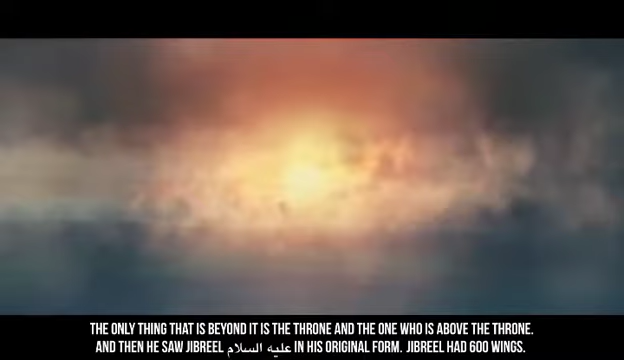 THE ONLY THING THAT IS BEYOND IT IS THE THRONE AND THE ONE WHO IS ABOVE THE THRONE.
AND THEN HE SAW JIBREEL عليه السلام IN HIS ORIGINAL FORM. JIBREEL HAD 600 WINGS.